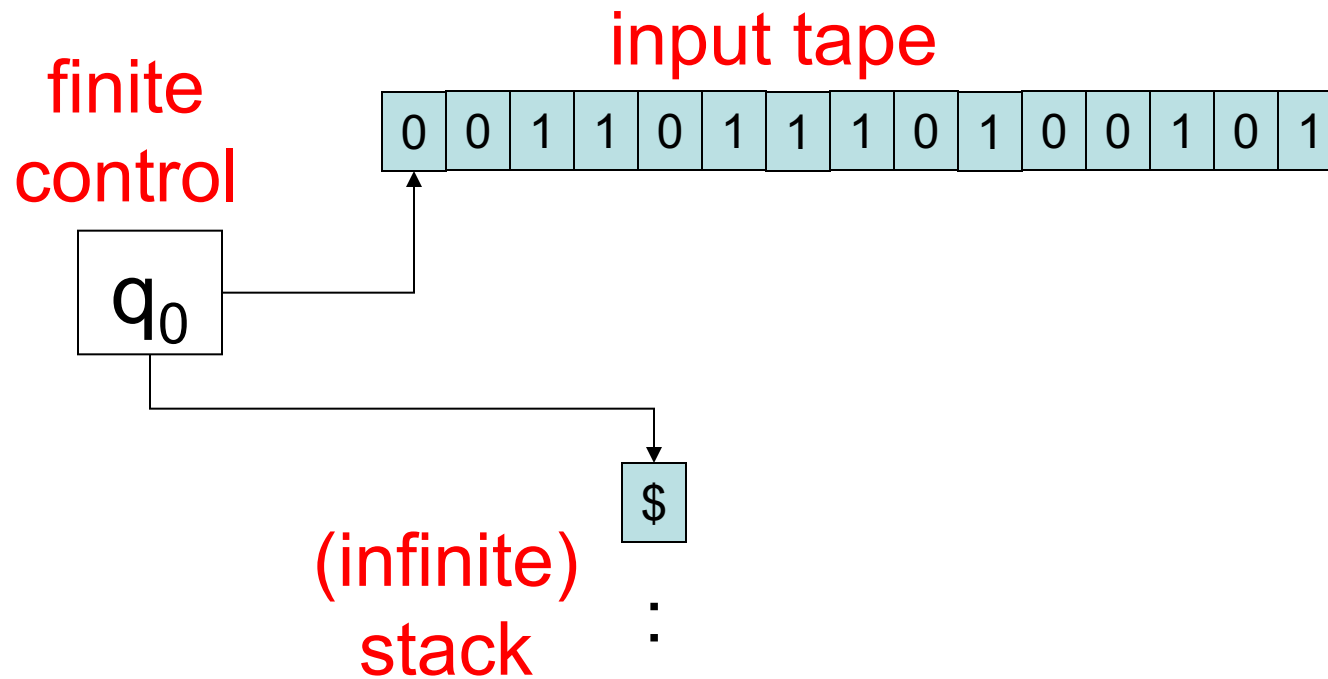 input tape
finite
control
0 0 1 1 0 1 1 1 0 1 0 0 1 0 1
q₀
$
(infinite)
stack
: